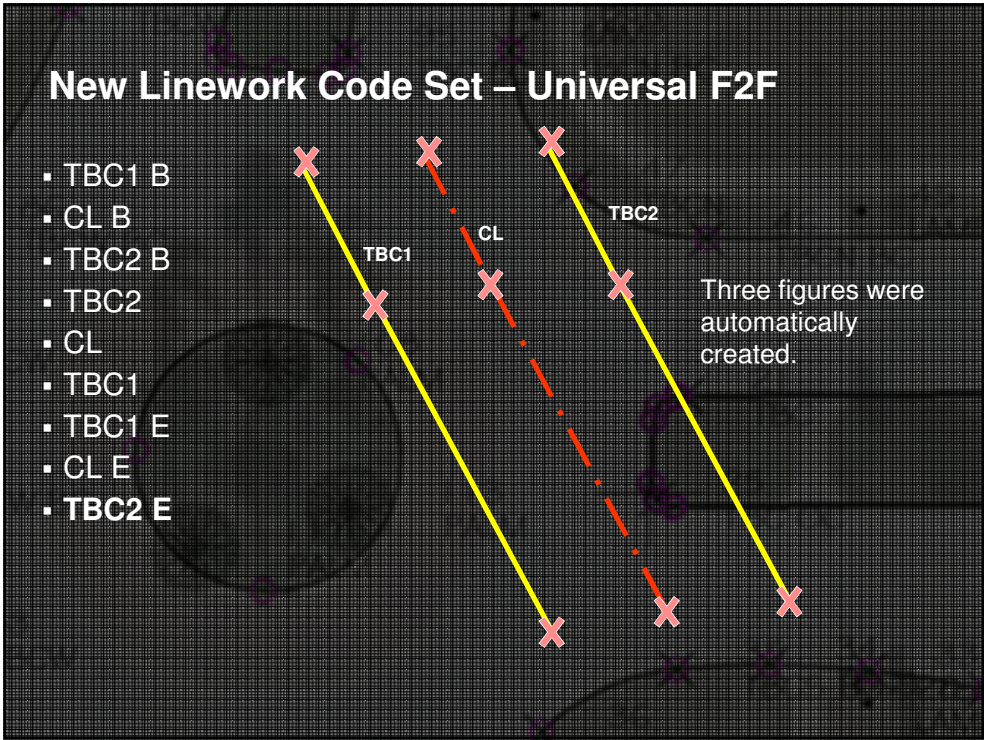 New Linework Code Set – Universal F2F
▪ TBC1 B
▪ CL B
▪ TBC2 B
▪ TBC2
▪ CL
▪ TBC1
▪ TBC1 E
▪ CL E
▪ TBC2 E
TBC1
CL
TBC2
Three figures were
automatically
created.